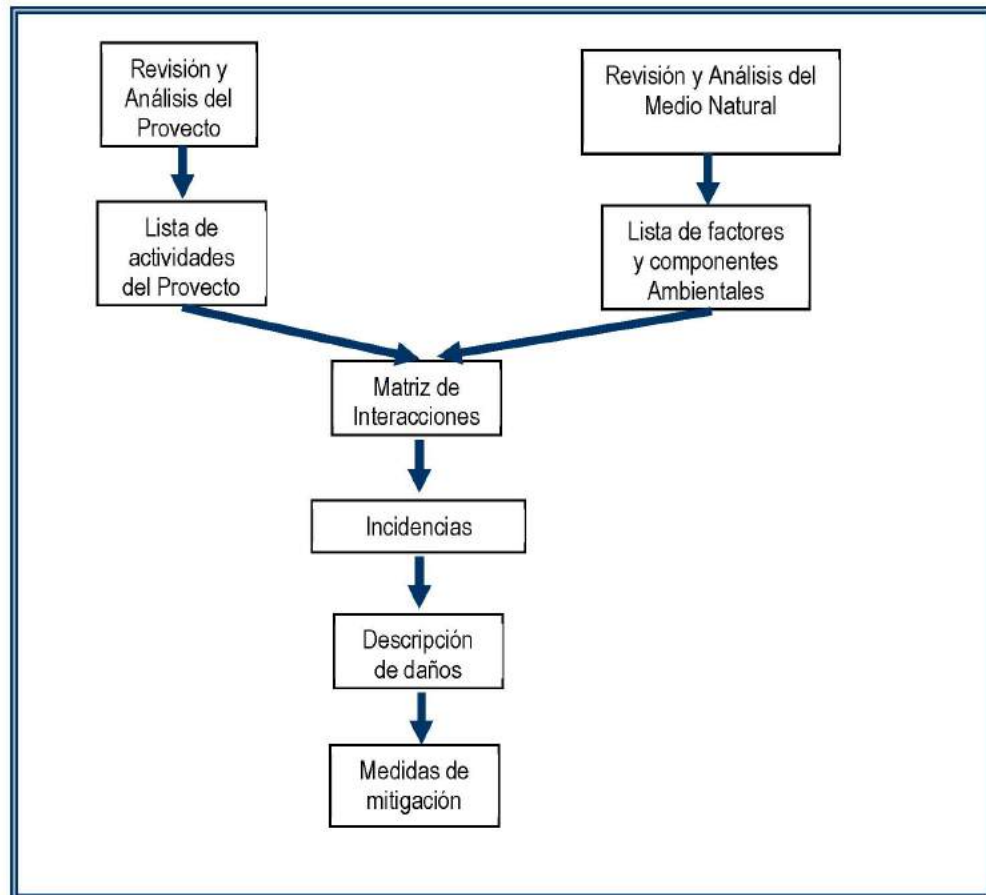 Revisión y
Análisis del
Provecto
Revisión y Análisis del
Medio Natural
Lista de
actividades
del Provecto
Lista de factores
y componentes
Ambientales
Matriz de
Interacciones
Incidencias
Descripción
de daños
Medidas de
mitigación